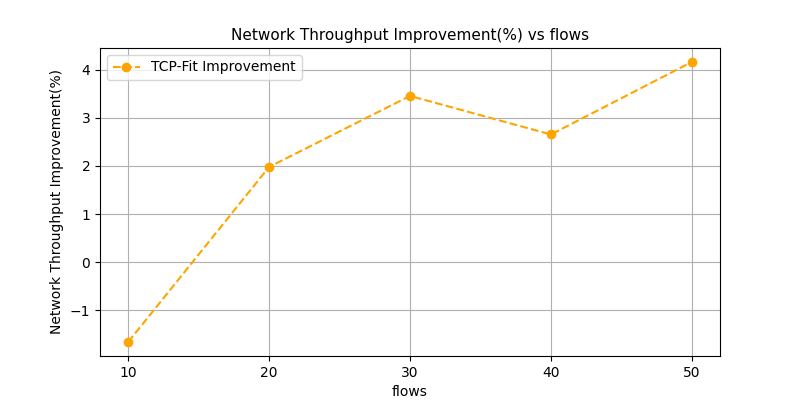 Network Throughput Improvement(%) vs flows
TCP-Fit Improvement
Network Throughput Improvement(%)
4
3
2
1
0
−1
10 20 30 40 50
flows